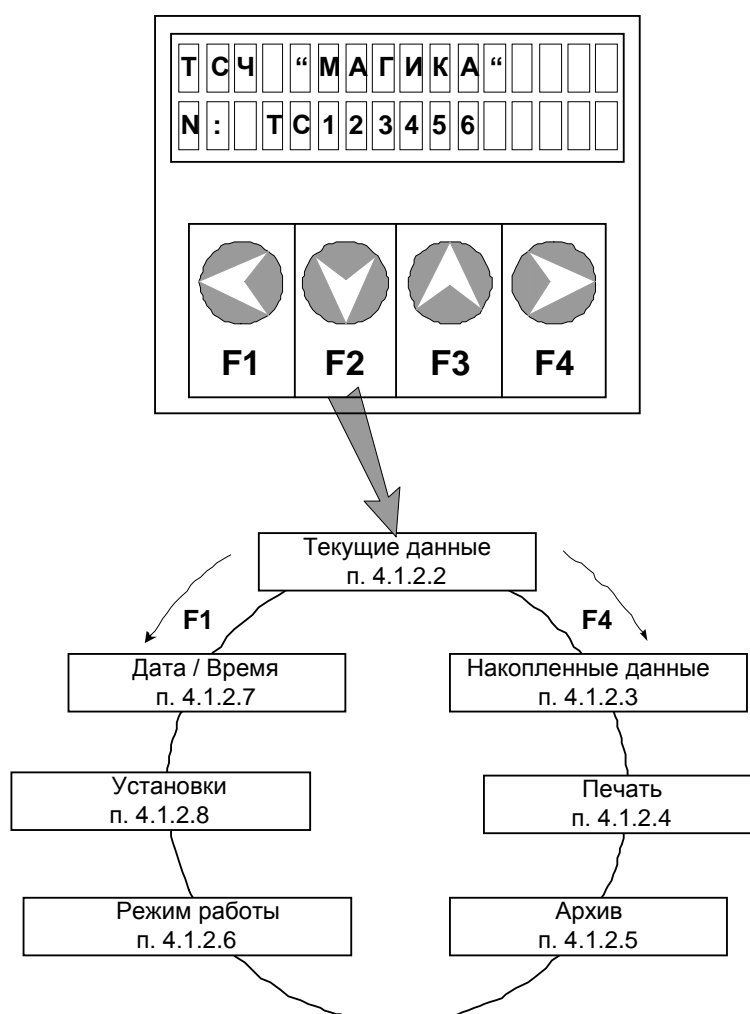 ТСЧ “МАГИКА“
N: ТС123456
F1 F2 F3 F4
Текущие данные
п. 4.1.2.2
F1 F4
Дата / Время
п. 4.1.2.7
Накопленные данные
п. 4.1.2.3
Установки
п. 4.1.2.8
Печать
п. 4.1.2.4
Режим работы
п. 4.1.2.6
Архив
п. 4.1.2.5